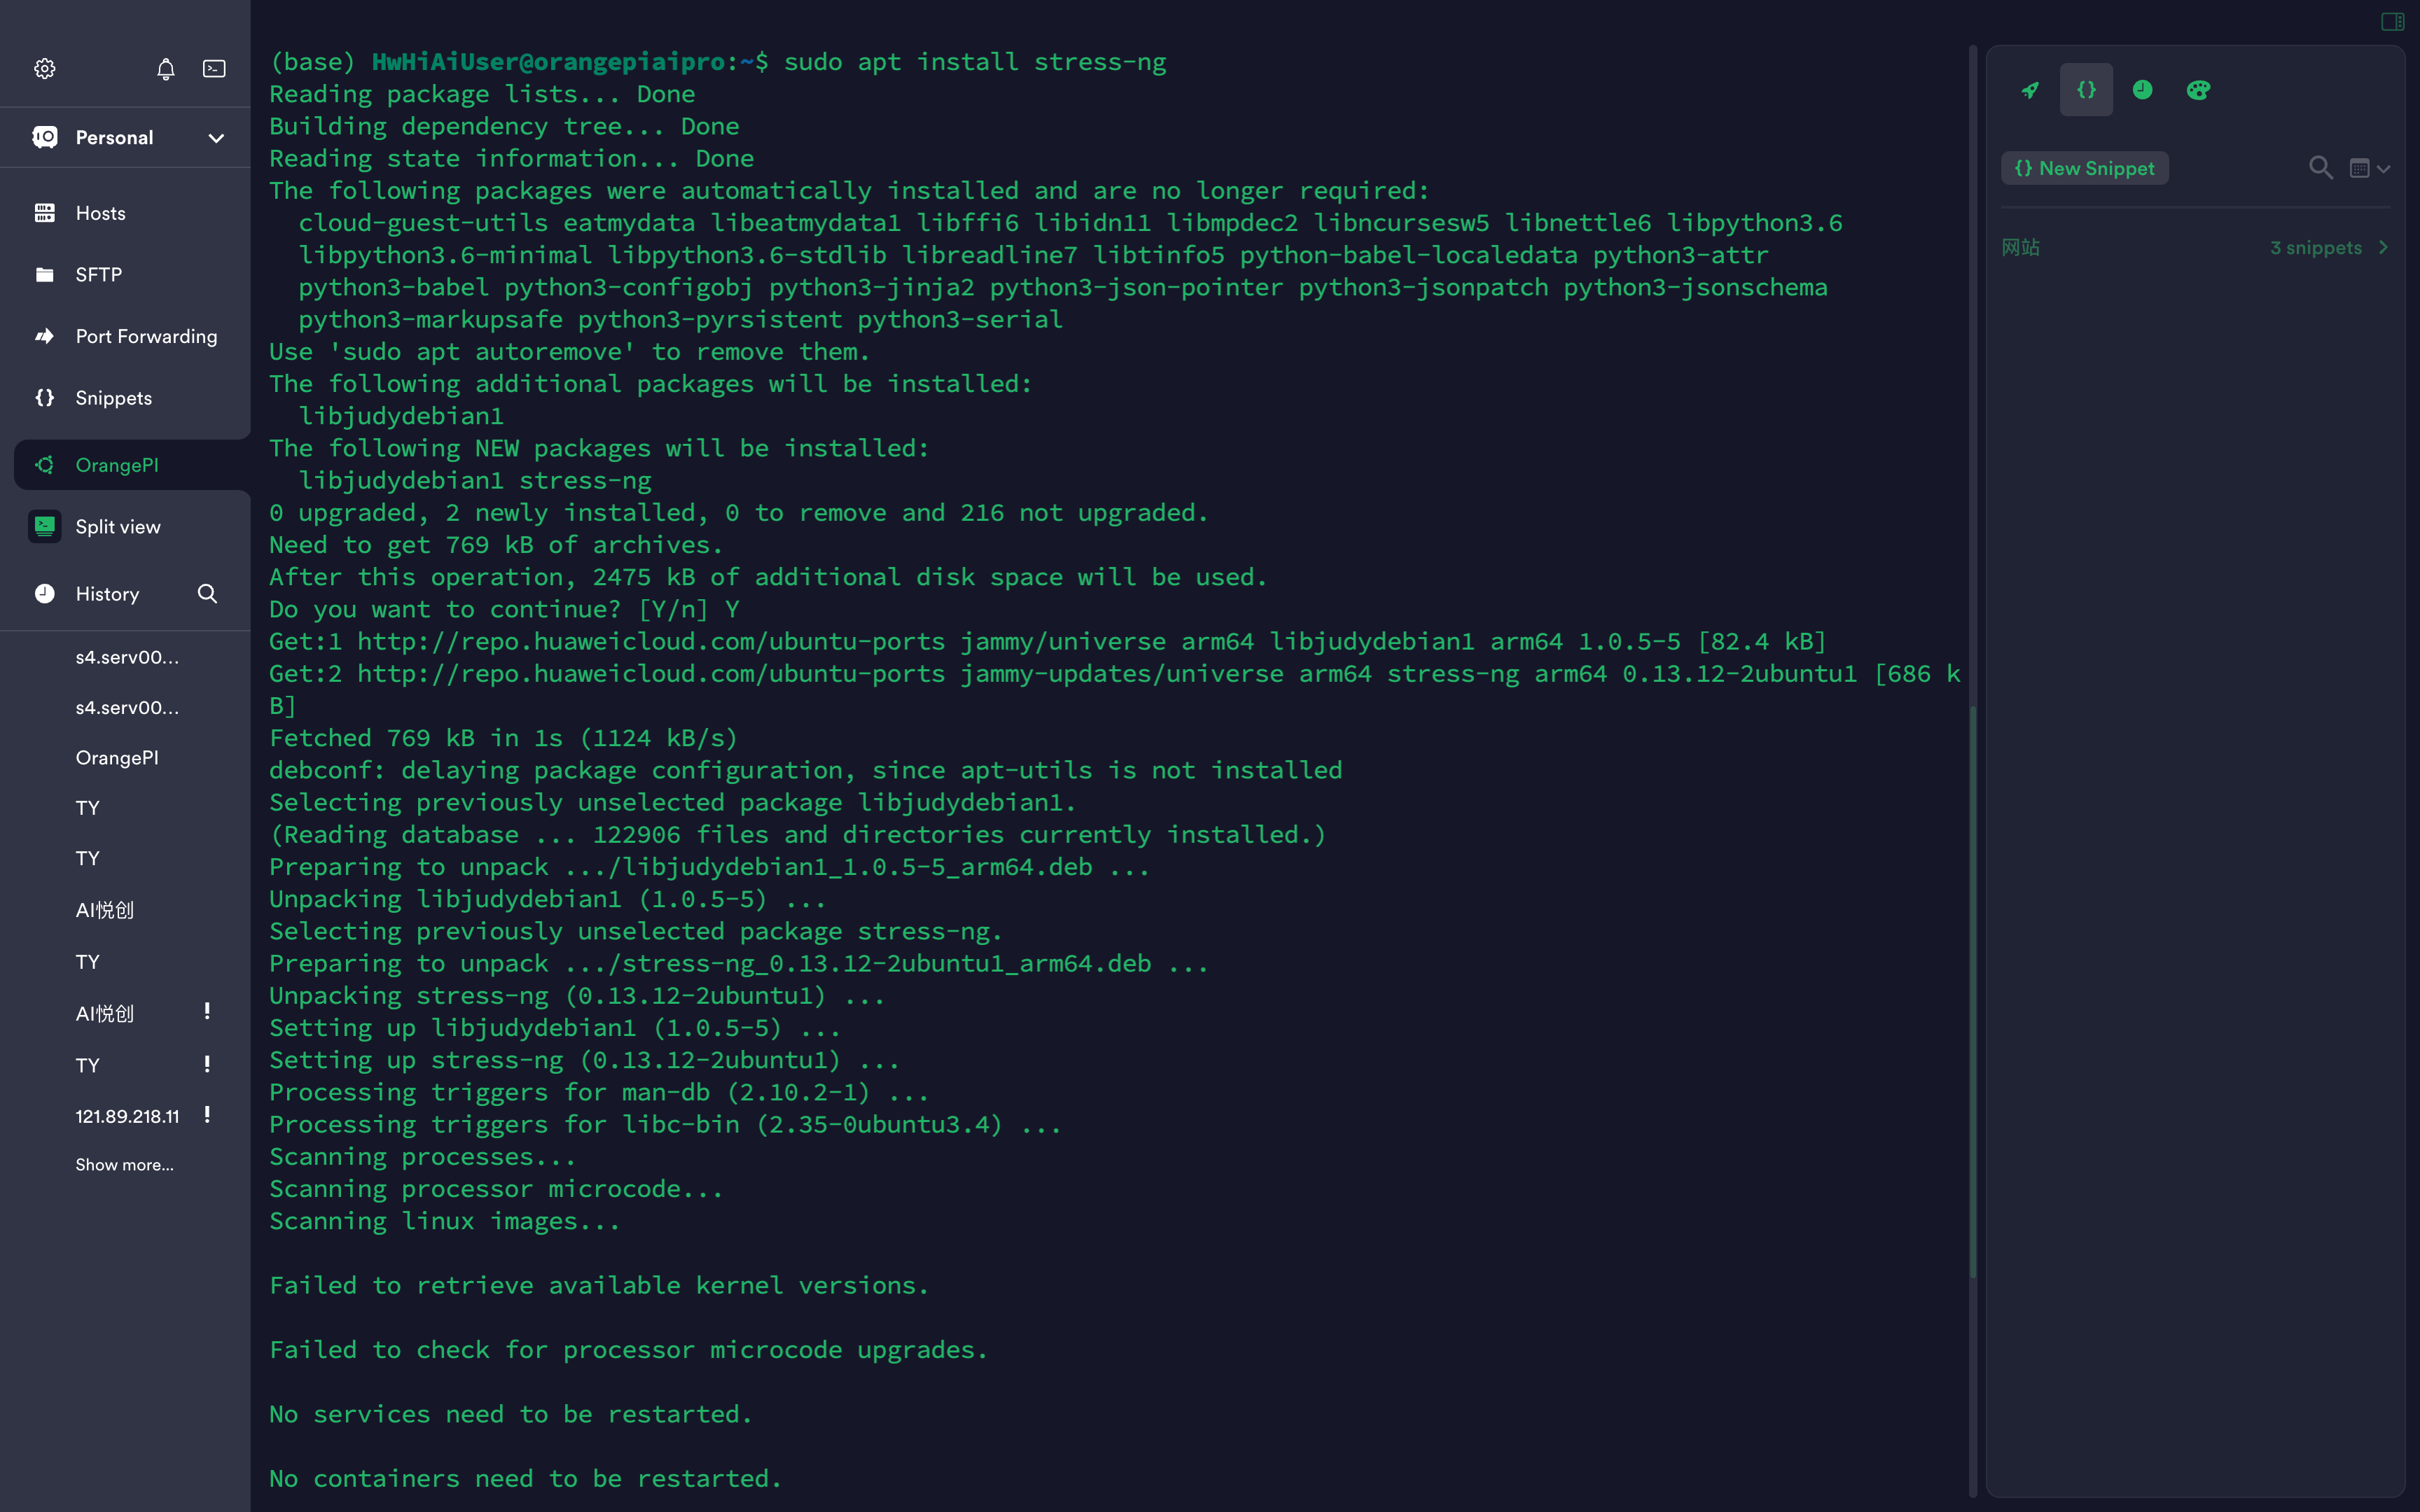 Personal
Hosts
SFTP
Port Forwarding
Snippets
OrangePI
Split view
History
s4.serv00...
s4.serv00...
OrangePI
TY
TY
AI悦创
TY
AI悦创 !
TY !
121.89.218.11 !
Show more...
(base) HwHiAiUser@orangepiaipro:~$ sudo apt install stress-ng
Reading package lists... Done
Building dependency tree... Done
Reading state information... Done
The following packages were automatically installed and are no longer required:
  cloud-guest-utils eatmydata libeatmydata1 libffi6 libidn11 libmpdec2 libncursesw5 libnettle6 libpython3.6
  libpython3.6-minimal libpython3.6-stdlib libreadline7 libtinfo5 python-babel-localedata python3-attr
  python3-babel python3-configobj python3-jinja2 python3-json-pointer python3-jsonpatch python3-jsonschema
  python3-markupsafe python3-pyrsistent python3-serial
Use 'sudo apt autoremove' to remove them.
The following additional packages will be installed:
  libjudydebian1
The following NEW packages will be installed:
  libjudydebian1 stress-ng
0 upgraded, 2 newly installed, 0 to remove and 216 not upgraded.
Need to get 769 kB of archives.
After this operation, 2475 kB of additional disk space will be used.
Do you want to continue? [Y/n] Y
Get:1 http://repo.huaweicloud.com/ubuntu-ports jammy/universe arm64 libjudydebian1 arm64 1.0.5-5 [82.4 kB]
Get:2 http://repo.huaweicloud.com/ubuntu-ports jammy-updates/universe arm64 stress-ng arm64 0.13.12-2ubuntu1 [686 k
B]
Fetched 769 kB in 1s (1124 kB/s)
debconf: delaying package configuration, since apt-utils is not installed
Selecting previously unselected package libjudydebian1.
(Reading database ... 122906 files and directories currently installed.)
Preparing to unpack .../libjudydebian1_1.0.5-5_arm64.deb ...
Unpacking libjudydebian1 (1.0.5-5) ...
Selecting previously unselected package stress-ng.
Preparing to unpack .../stress-ng_0.13.12-2ubuntu1_arm64.deb ...
Unpacking stress-ng (0.13.12-2ubuntu1) ...
Setting up libjudydebian1 (1.0.5-5) ...
Setting up stress-ng (0.13.12-2ubuntu1) ...
Processing triggers for man-db (2.10.2-1) ...
Processing triggers for libc-bin (2.35-0ubuntu3.4) ...
Scanning processes...
Scanning processor microcode...
Scanning linux images...
Failed to retrieve available kernel versions.
Failed to check for processor microcode upgrades.
No services need to be restarted.
No containers need to be restarted.
{} New Snippet
网站 3 snippets